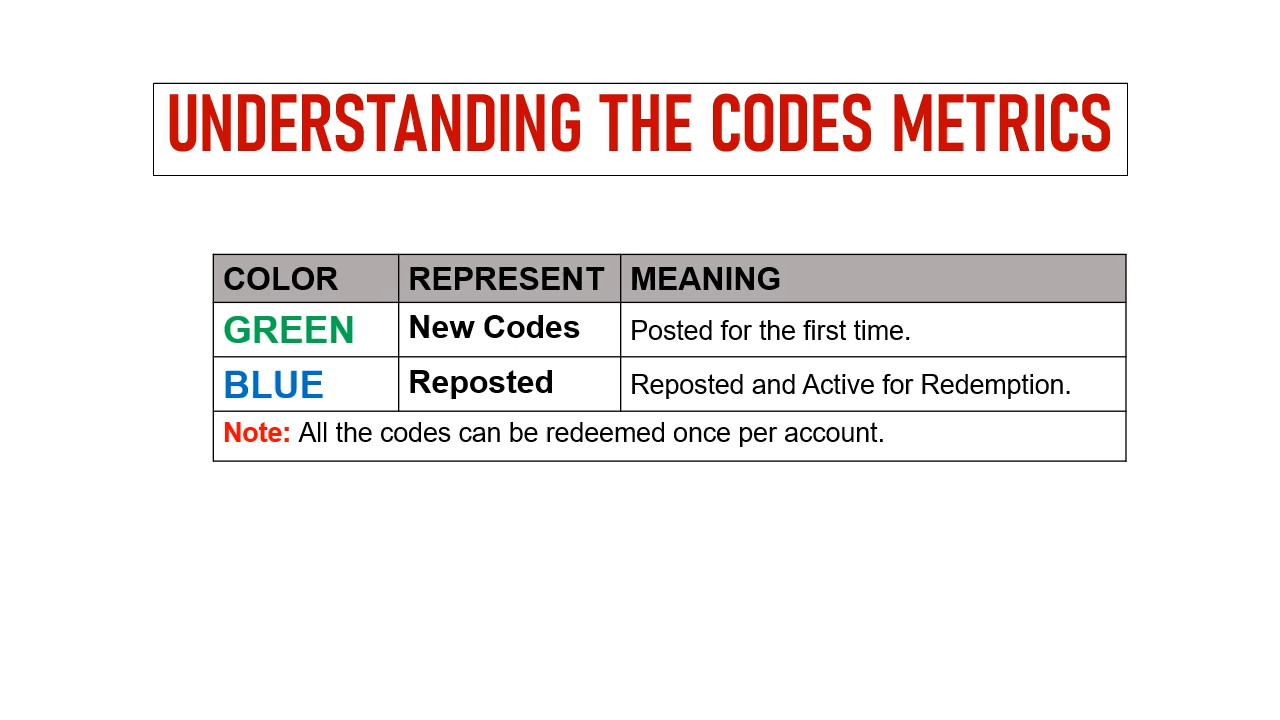 UNDERSTANDING THE CODES METRICS
COLOR REPRESENT MEANING
GREEN New Codes Posted for the first time.
BLUE Reposted Reposted and Active for Redemption.
Note: All the codes can be redeemed once per account.